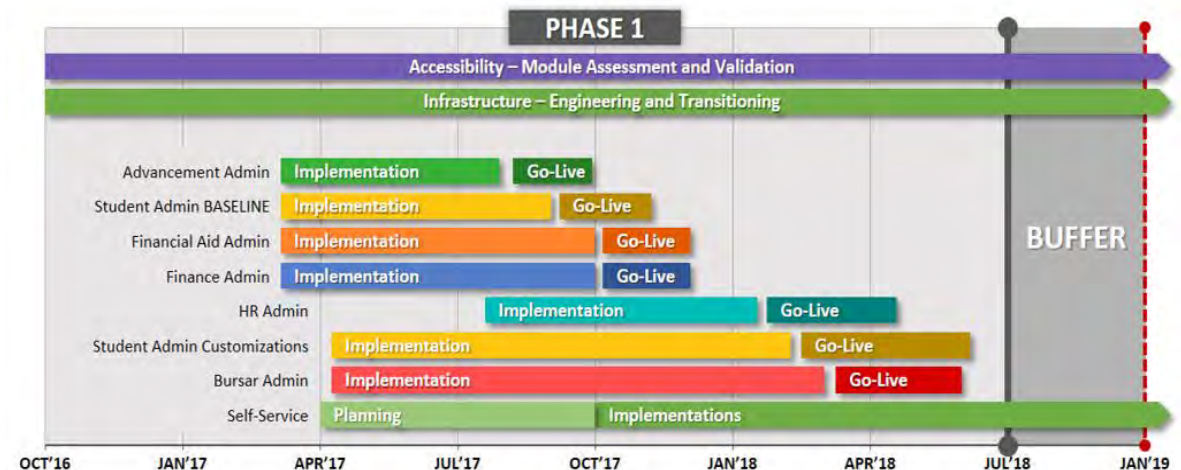 PHASE 1
Accessibility – Module Assessment and Validation
Infrastructure – Engineering and Transitioning
Advancement Admin Implementation Go-Live
Student Admin BASELINE Implementation Go-Live
Financial Aid Admin Implementation Go-Live
BUFFER
Finance Admin Implementation Go-Live
HR Admin Implementation Go-Live
Student Admin Customizations Implementation Go-Live
Bursar Admin Implementation Go-Live
Self-Service Planning Implementations
OCT'16 JAN'17 APR'17 JUL'17 OCT'17 JAN'18 APR'18 JUL'18 JAN'19